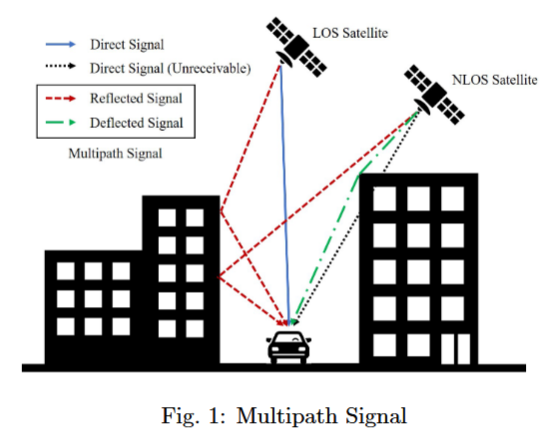 LOS Satellite
Direct Signal
Direct Signal (Unreceivable)
NLOS Satellite
Reflected Signal
Deflected Signal
Multipath Signal
Fig. 1: Multipath Signal